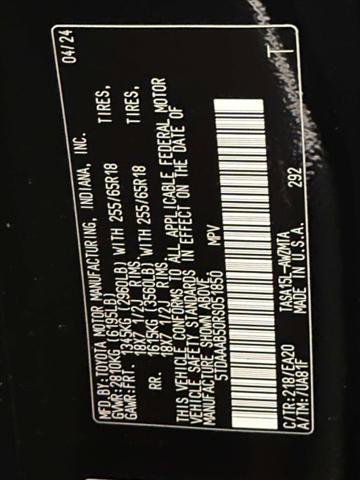 MFD.BY:TOYOTA MOTOR MANUFACTURING, INDIANA, INC. 04/24
GVWR:2810KG (6195LB)
GAWR:FRT. 1343KG (2960LB) WITH 255/65R18 TIRES,
18X7 1/2J RIMS.
RR. 1615KG (3560LB) WITH 255/65R18 TIRES,
18X7 1/2J RIMS.
THIS VEHICLE CONFORMS TO ALL APPLICABLE FEDERAL MOTOR
VEHICLE SAFETY STANDARDS IN EFFECT ON THE DATE OF
MANUFACTURE SHOWN ABOVE.
5TDAAAB50RS051850 MPV
C/TR:218/EA20 TASA15L-AWZMTA 292 T
A/TM:/UA81F MADE IN U.S.A.